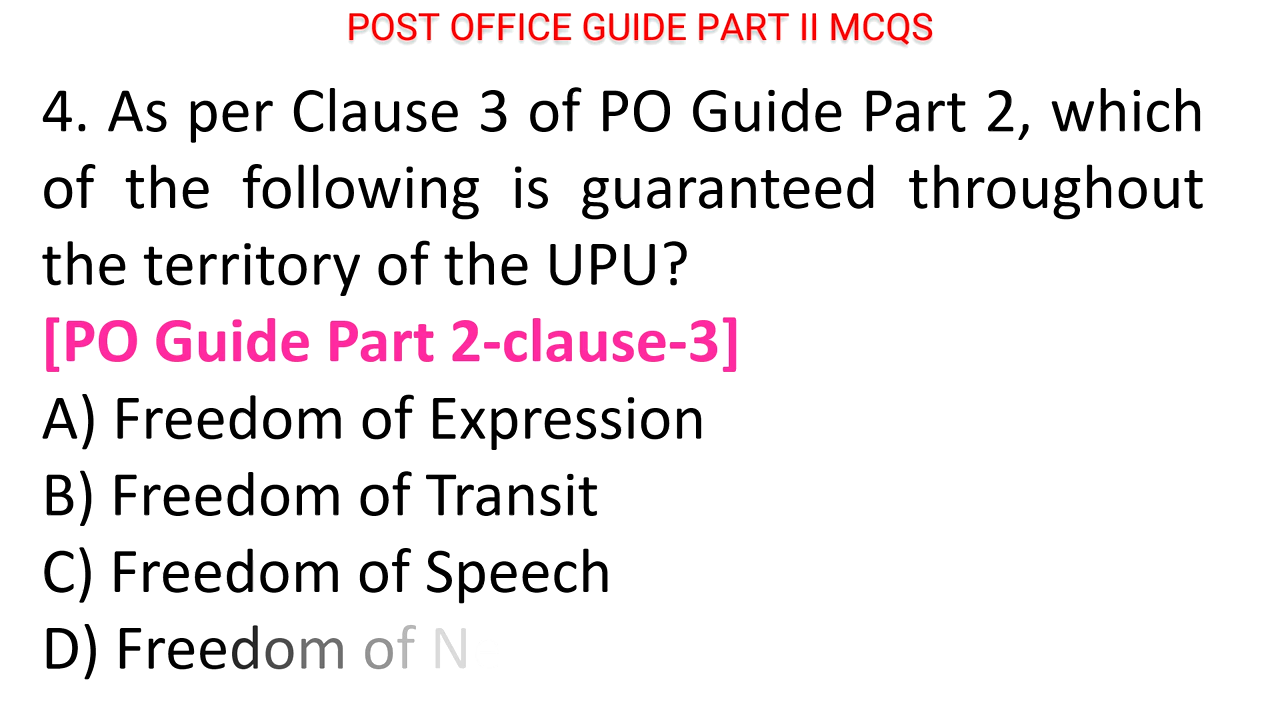 POST OFFICE GUIDE PART II MCQS
4. As per Clause 3 of PO Guide Part 2, which
of the following is guaranteed throughout
the territory of the UPU?
[PO Guide Part 2-clause-3]
A) Freedom of Expression
B) Freedom of Transit
C) Freedom of Speech
D) Freedom of N